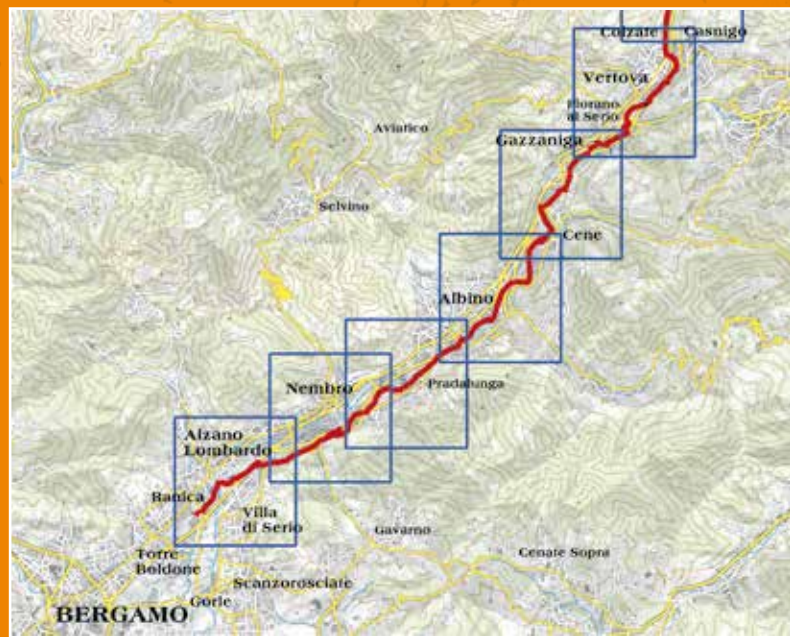 Colzate
Casnigo
Vertova
Fiorano
al Serio
Aviatico
Gazzaniga
Selvino
Cene
Albino
Pradalunga
Nembro
Alzano
Lombardo
Ranica
Villa
di Serio
Gavarno
Torre
Boldone
Cenate Sopra
Scanzorosciate
Gorle
BERGAMO